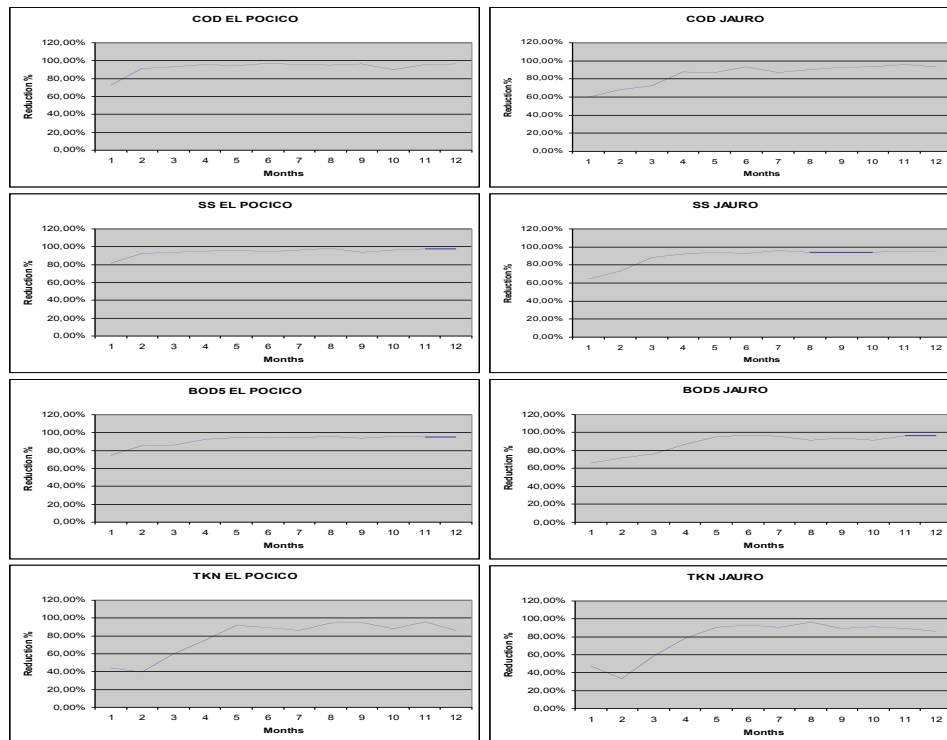 COD EL POCICO
120,00%
100,00%
80,00%
60,00%
40,00%
20,00%
0,00%
Reduction %
1 2 3 4 5 6 7 8 9 10 11 12
Months
COD JAURO
120,00%
100,00%
80,00%
60,00%
40,00%
20,00%
0,00%
Reduction %
1 2 3 4 5 6 7 8 9 10 11 12
Months
SS EL POCICO
120,00%
100,00%
80,00%
60,00%
40,00%
20,00%
0,00%
Reduction %
1 2 3 4 5 6 7 8 9 10 11 12
Months
SS JAURO
120,00%
100,00%
80,00%
60,00%
40,00%
20,00%
0,00%
Reduction %
1 2 3 4 5 6 7 8 9 10 11 12
Months
BOD5 EL POCICO
120,00%
100,00%
80,00%
60,00%
40,00%
20,00%
0,00%
Reduction %
1 2 3 4 5 6 7 8 9 10 11 12
Months
BOD5 JAURO
120,00%
100,00%
80,00%
60,00%
40,00%
20,00%
0,00%
Reduction %
1 2 3 4 5 6 7 8 9 10 11 12
Months
TKN EL POCICO
120,00%
100,00%
80,00%
60,00%
40,00%
20,00%
0,00%
Reduction %
1 2 3 4 5 6 7 8 9 10 11 12
Months
TKN JAURO
120,00%
100,00%
80,00%
60,00%
40,00%
20,00%
0,00%
Reduction %
1 2 3 4 5 6 7 8 9 10 11 12
Months